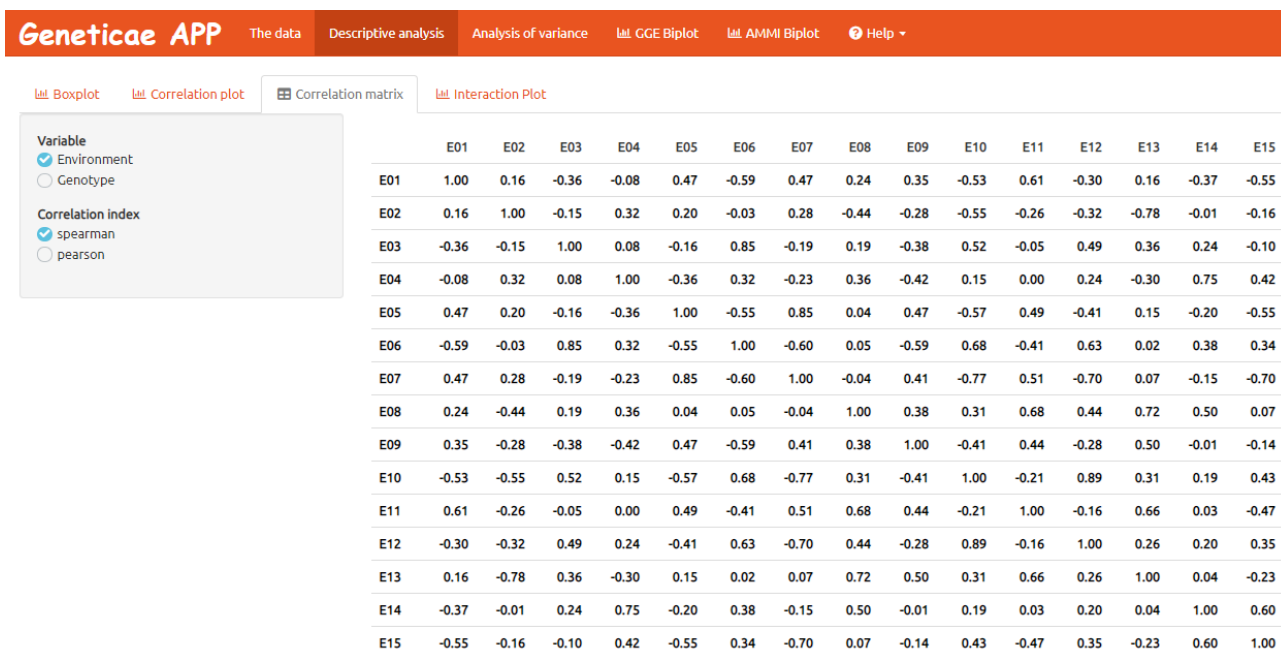 Geneticae APP The data Descriptive analysis Analysis of variance GGE Biplot AMMI Biplot Help
Boxplot Correlation plot Correlation matrix Interaction Plot
Variable
Environment
Genotype
Correlation index
spearman
pearson
E01 E02 E03 E04 E05 E06 E07 E08 E09 E10 E11 E12 E13 E14 E15
E01 1.00 0.16 -0.36 -0.08 0.47 -0.59 0.47 0.24 0.35 -0.53 0.61 -0.30 0.16 -0.37 -0.55
E02 0.16 1.00 -0.15 0.32 0.20 -0.03 0.28 -0.44 -0.28 -0.55 -0.26 -0.32 -0.78 -0.01 -0.16
E03 -0.36 -0.15 1.00 0.08 -0.16 0.85 -0.19 0.19 -0.38 0.52 -0.05 0.49 0.36 0.24 -0.10
E04 -0.08 0.32 0.08 1.00 -0.36 0.32 -0.23 0.36 -0.42 0.15 0.00 0.24 -0.30 0.75 0.42
E05 0.47 0.20 -0.16 -0.36 1.00 -0.55 0.85 0.04 0.47 -0.57 0.49 -0.41 0.15 -0.20 -0.55
E06 -0.59 -0.03 0.85 0.32 -0.55 1.00 -0.60 0.05 -0.59 0.68 -0.41 0.63 0.02 0.38 0.34
E07 0.47 0.28 -0.19 -0.23 0.85 -0.60 1.00 -0.04 0.41 -0.77 0.51 -0.70 0.07 -0.15 -0.70
E08 0.24 -0.44 0.19 0.36 0.04 0.05 -0.04 1.00 0.38 0.31 0.68 0.44 0.72 0.50 0.07
E09 0.35 -0.28 -0.38 -0.42 0.47 -0.59 0.41 0.38 1.00 -0.41 0.44 -0.28 0.50 -0.01 -0.14
E10 -0.53 -0.55 0.52 0.15 -0.57 0.68 -0.77 0.31 -0.41 1.00 -0.21 0.89 0.31 0.19 0.43
E11 0.61 -0.26 -0.05 0.00 0.49 -0.41 0.51 0.68 0.44 -0.21 1.00 -0.16 0.66 0.03 -0.47
E12 -0.30 -0.32 0.49 0.24 -0.41 0.63 -0.70 0.44 -0.28 0.89 -0.16 1.00 0.26 0.20 0.35
E13 0.16 -0.78 0.36 -0.30 0.15 0.02 0.07 0.72 0.50 0.31 0.66 0.26 1.00 0.04 -0.23
E14 -0.37 -0.01 0.24 0.75 -0.20 0.38 -0.15 0.50 -0.01 0.19 0.03 0.20 0.04 1.00 0.60
E15 -0.55 -0.16 -0.10 0.42 -0.55 0.34 -0.70 0.07 -0.14 0.43 -0.47 0.35 -0.23 0.60 1.00